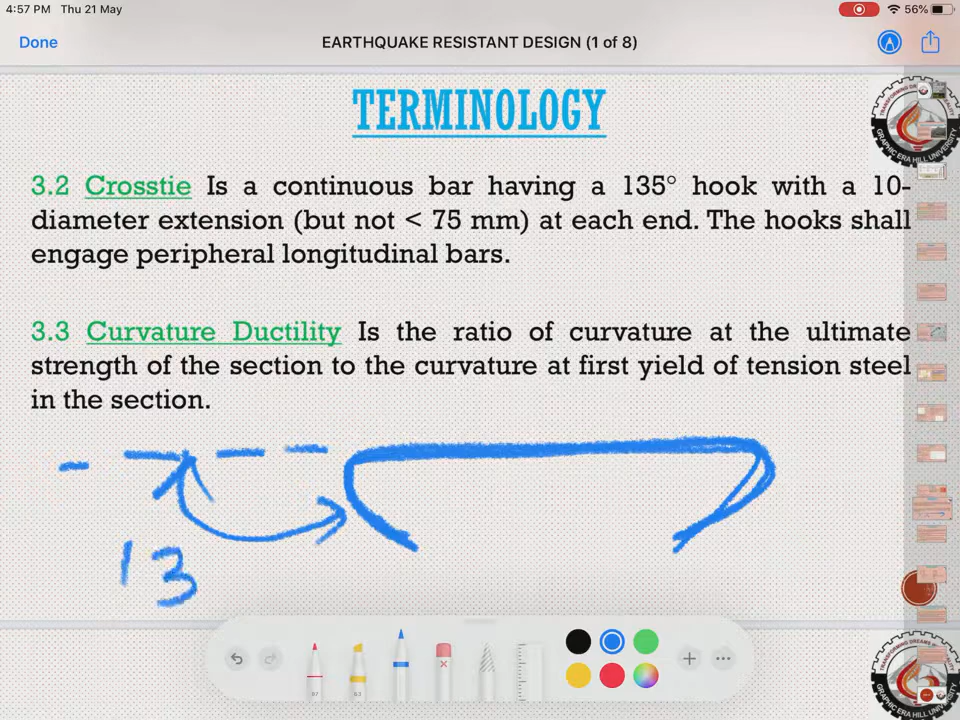 4:57 PM Thu 21 May 56%
Done EARTHQUAKE RESISTANT DESIGN (1 of 8)
TERMINOLOGY
3.2 Crosstie Is a continuous bar having a 135° hook with a 10-
diameter extension (but not < 75 mm) at each end. The hooks shall
engage peripheral longitudinal bars.
3.3 Curvature Ductility Is the ratio of curvature at the ultimate
strength of the section to the curvature at first yield of tension steel
in the section.
13